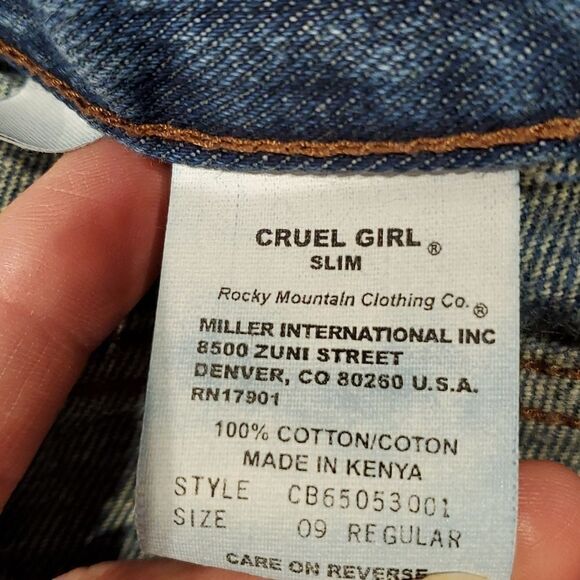 CRUEL GIRL®
SLIM
Rocky Mountain Clothing Co.®
MILLER INTERNATIONAL INC
8500 ZUNI STREET
DENVER, CO 80260 U.S.A.
RN17901
100% COTTON/COTON
MADE IN KENYA
STYLE CB65053001
SIZE 09 REGULAR
CARE ON REVERSE